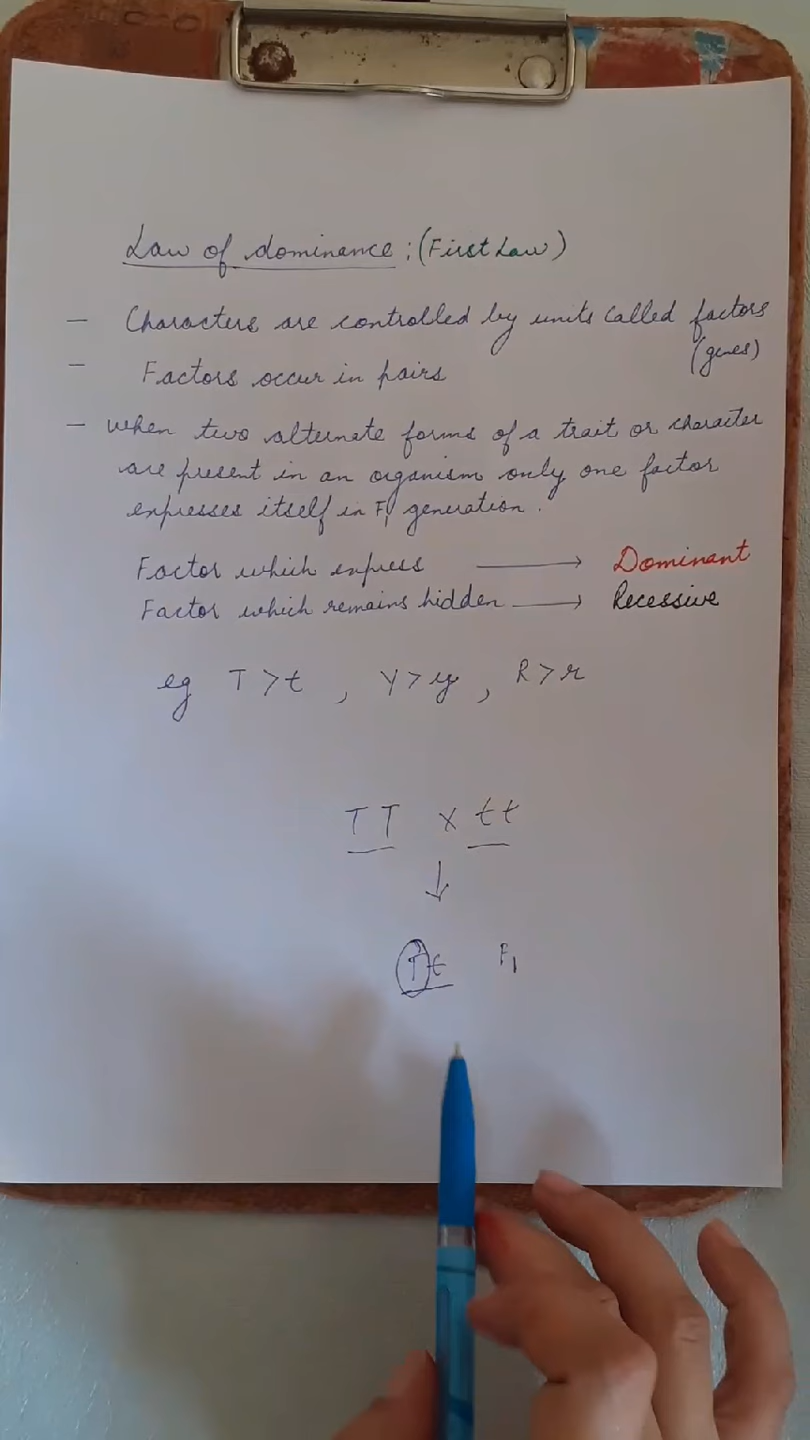 Law of dominance : (First Law)
- Characters are controlled by units called factors
(genes)
- Factors occur in pairs
- when two alternate forms of a trait or character
are present in an organism only one factor
expresses itself in F1 generation .
Factor which express → Dominant
Factor which remains hidden → Recessive
eg T > t , Y > y , R > r
TT x tt
↓
Tt F1